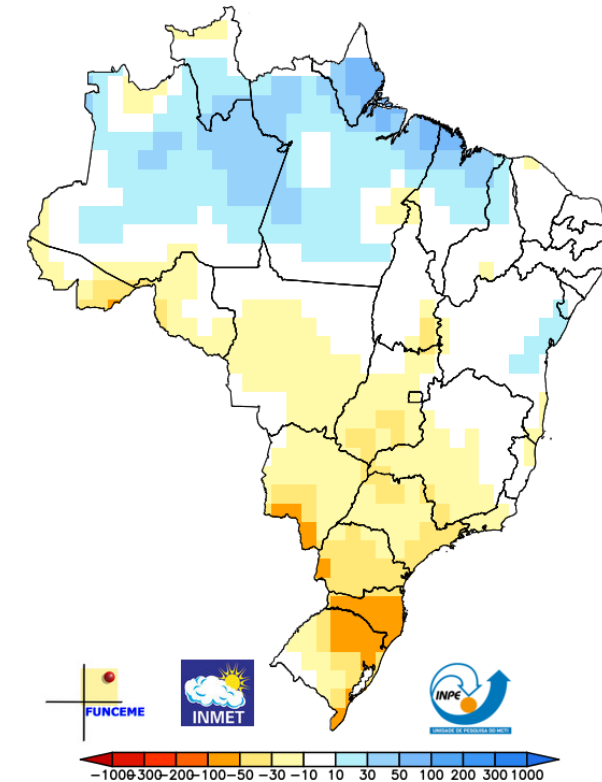 FUNCEME
INMET
INPE
UNIDADE DE PESQUISA DO MCTI
-1000 -300 -200 -100 -50 -30 -10 10 30 50 100 200 300 1000